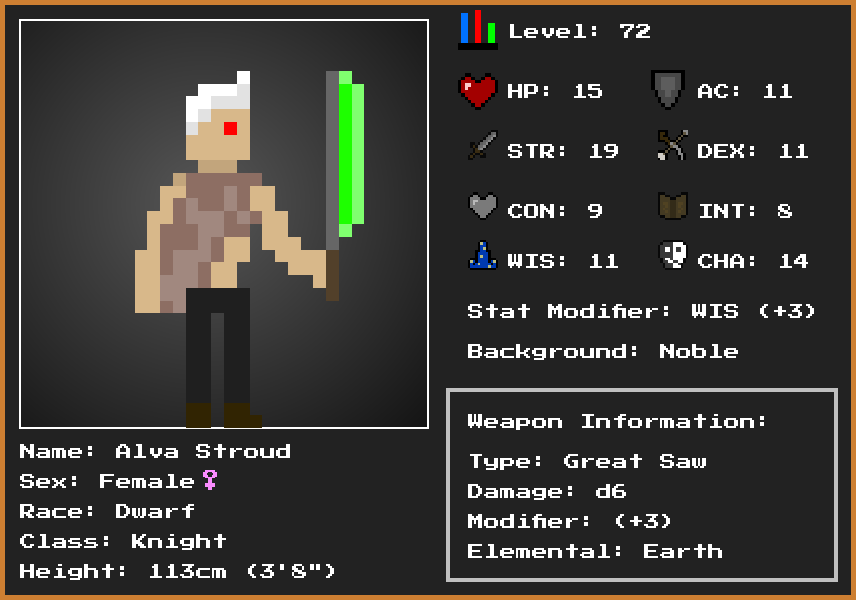 Level: 72
HP: 15
AC: 11
STR: 19
DEX: 11
CON: 9
INT: 8
WIS: 11
CHA: 14
Stat Modifier: WIS (+3)
Background: Noble
Weapon Information:
Type: Great Saw
Damage: d6
Modifier: (+3)
Elemental: Earth
Name: Alva Stroud
Sex: Female♀
Race: Dwarf
Class: Knight
Height: 113cm (3'8")